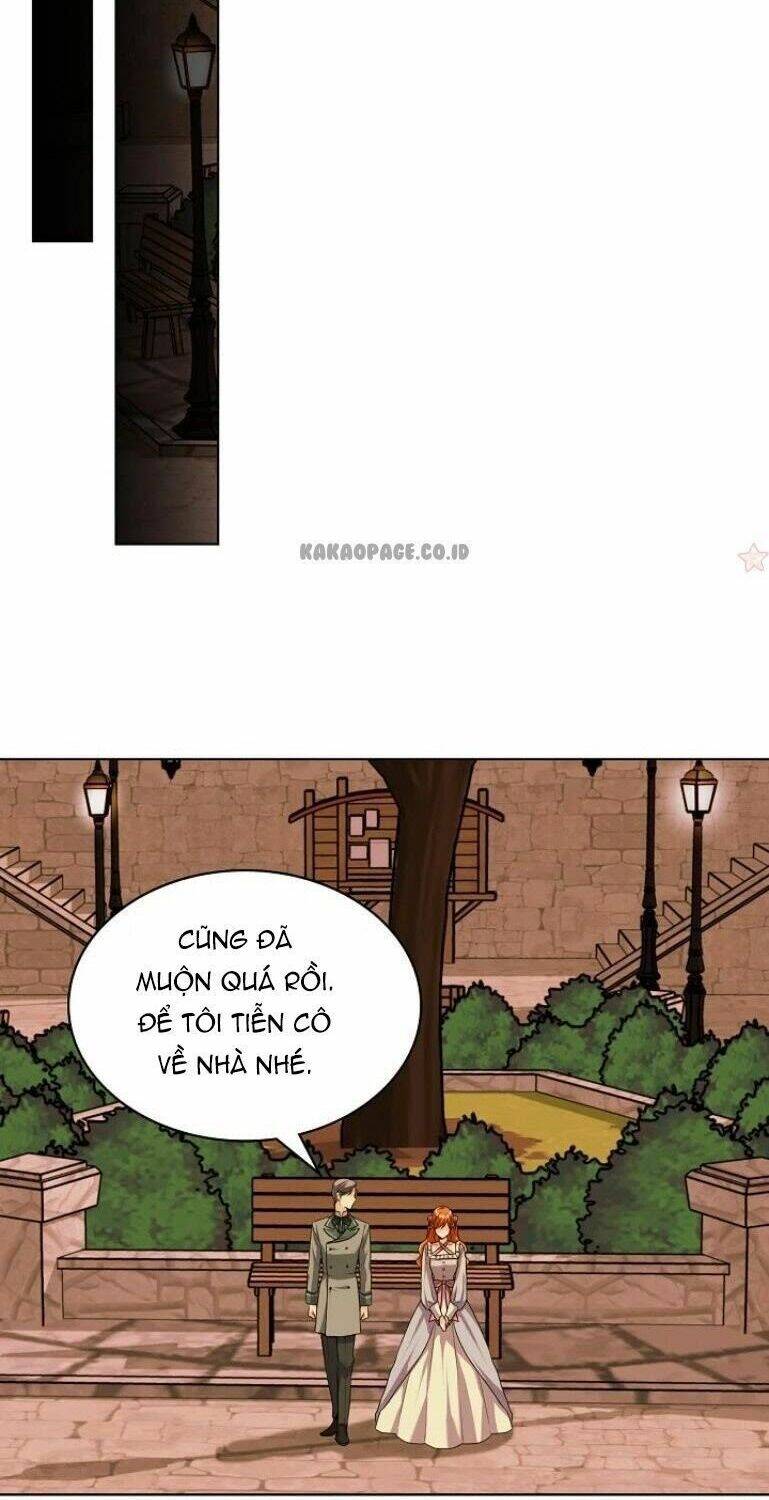 KAKAOPAGE.CO.ID
CŨNG ĐÃ
MUỘN QUÁ RỒI.
ĐỂ TÔI TIỄN CÔ
VỀ NHÀ NHÉ.